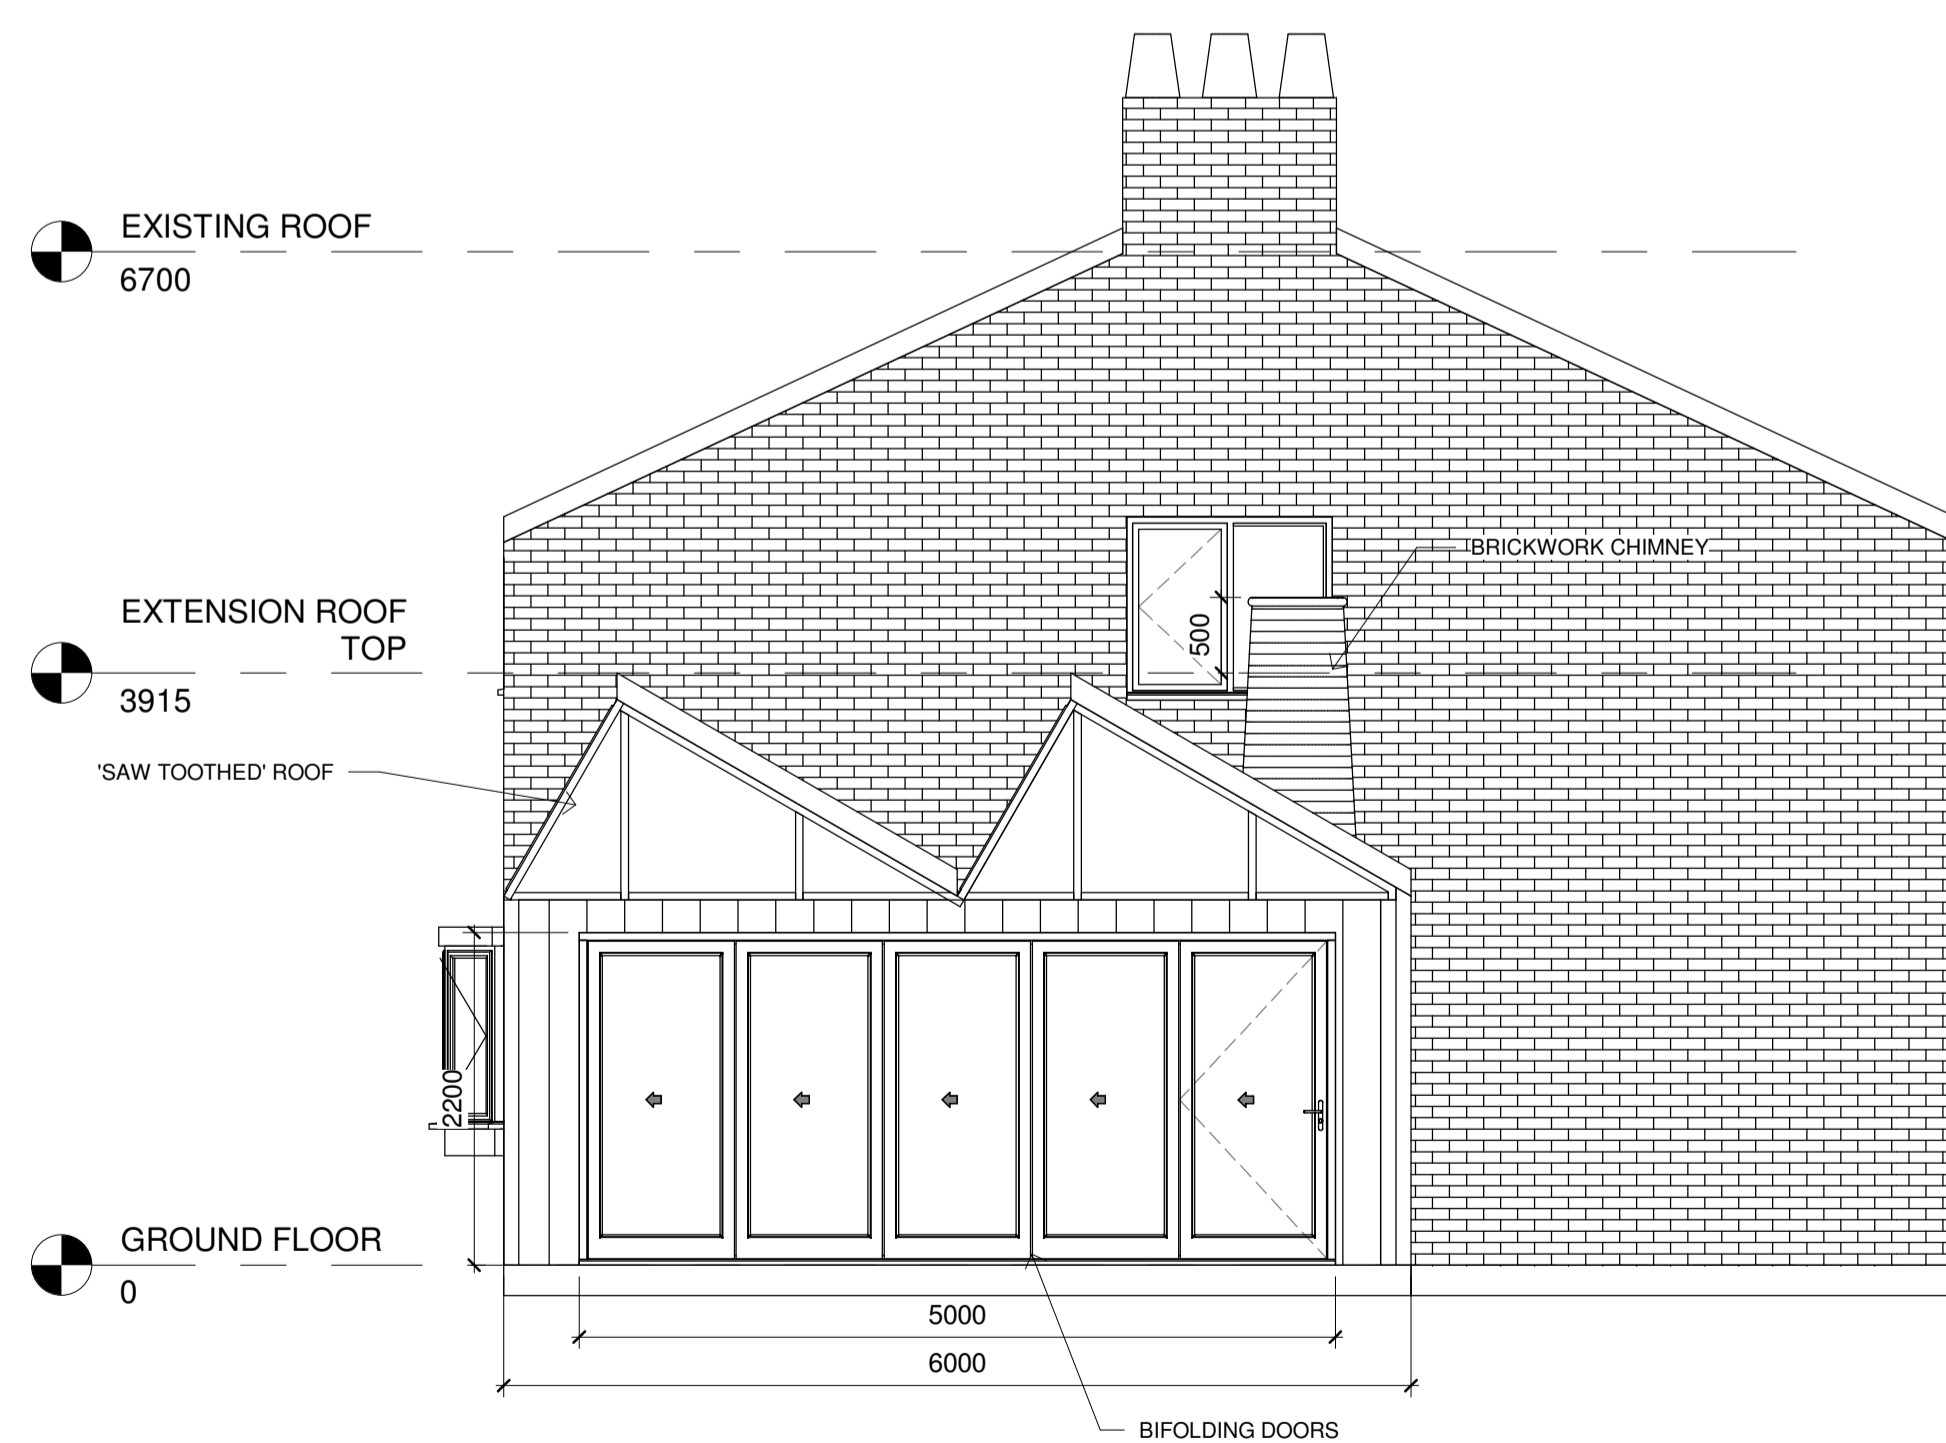 EXISTING ROOF
6700
BRICKWORK CHIMNEY
EXTENSION ROOF
TOP
500
3915
'SAW TOOTHED' ROOF
2200
GROUND FLOOR
0
5000
6000
BIFOLDING DOORS